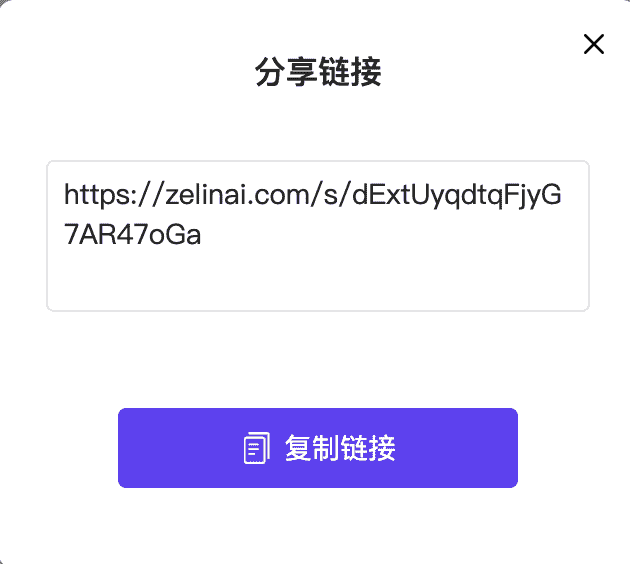 分享链接
https://zelinai.com/s/dExtUyqdtqFjyG
7AR47oGa
复制链接